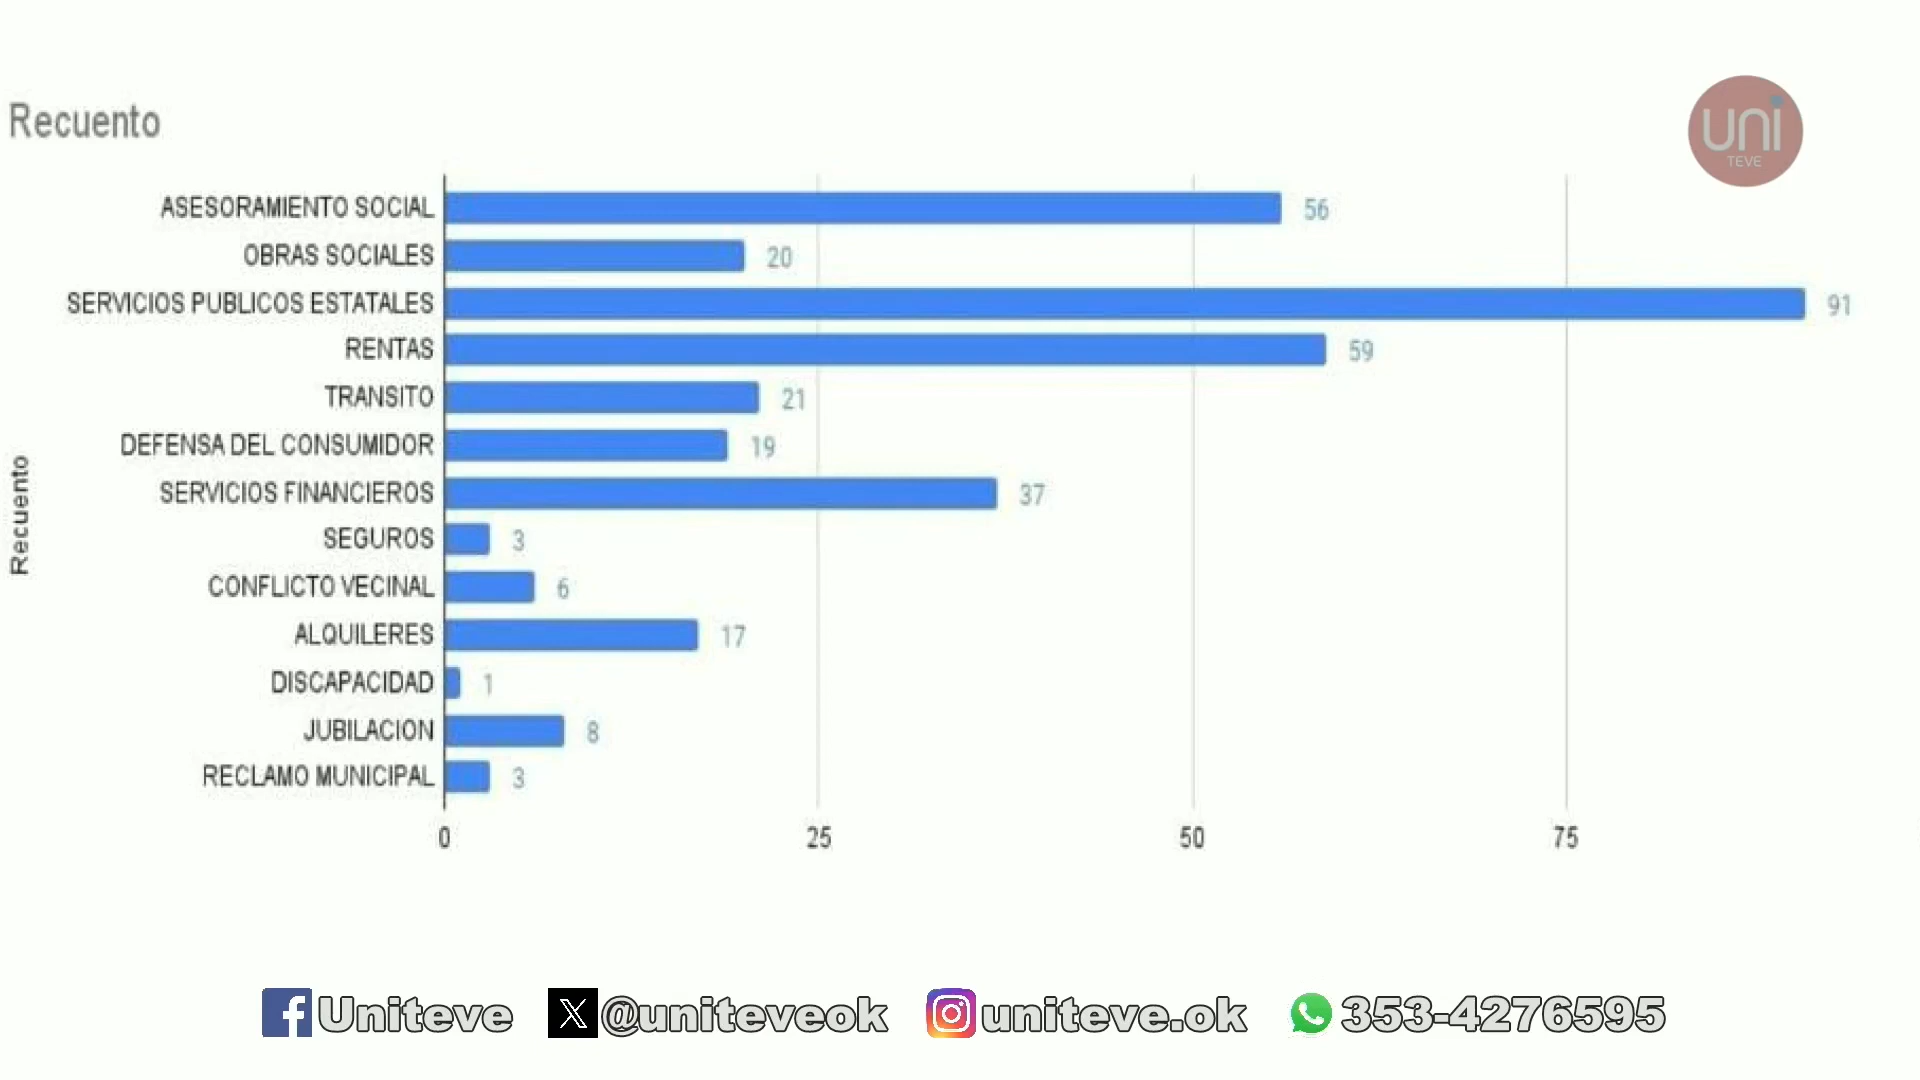 Recuento
uni
TEVE
ASESORAMIENTO SOCIAL 56
OBRAS SOCIALES 20
SERVICIOS PUBLICOS ESTATALES 91
RENTAS 59
TRANSITO 21
DEFENSA DEL CONSUMIDOR 19
SERVICIOS FINANCIEROS 37
SEGUROS 3
CONFLICTO VECINAL 6
ALQUILERES 17
DISCAPACIDAD 1
JUBILACION 8
RECLAMO MUNICIPAL 3
Recuento
0 25 50 75
Uniteve @uniteveok uniteve.ok 353-4276595